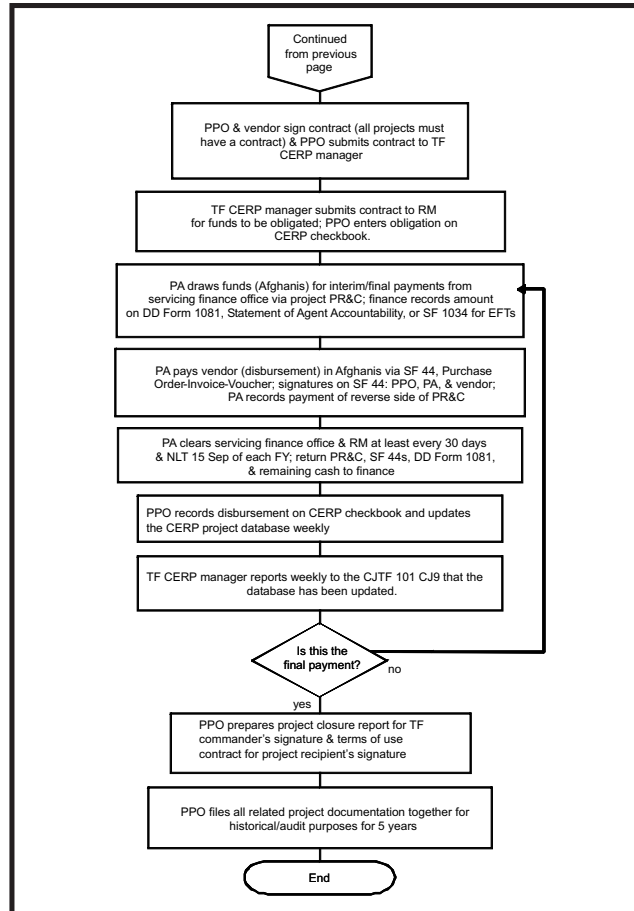 Continued
from previous
page
PPO & vendor sign contract (all projects must
have a contract) & PPO submits contract to TF
CERP manager
TF CERP manager submits contract to RM
for funds to be obligated; PPO enters obligation on
CERP checkbook.
PA draws funds (Afghanis) for interim/final payments from
servicing finance office via project PR&C; finance records amount
on DD Form 1081, Statement of Agent Accountability, or SF 1034 for EFTs
PA pays vendor (disbursement) in Afghanis via SF 44, Purchase
Order-Invoice-Voucher; signatures on SF 44: PPO, PA, & vendor;
PA records payment of reverse side of PR&C
PA clears servicing finance office & RM at least every 30 days
& NLT 15 Sep of each FY; return PR&C, SF 44s, DD Form 1081,
& remaining cash to finance
PPO records disbursement on CERP checkbook and updates
the CERP project database weekly
TF CERP manager reports weekly to the CJTF 101 CJ9 that the
database has been updated.
Is this the
final payment?
no
yes
PPO prepares project closure report for TF
commander's signature & terms of use
contract for project recipient's signature
PPO files all related project documentation together for
historical/audit purposes for 5 years
End